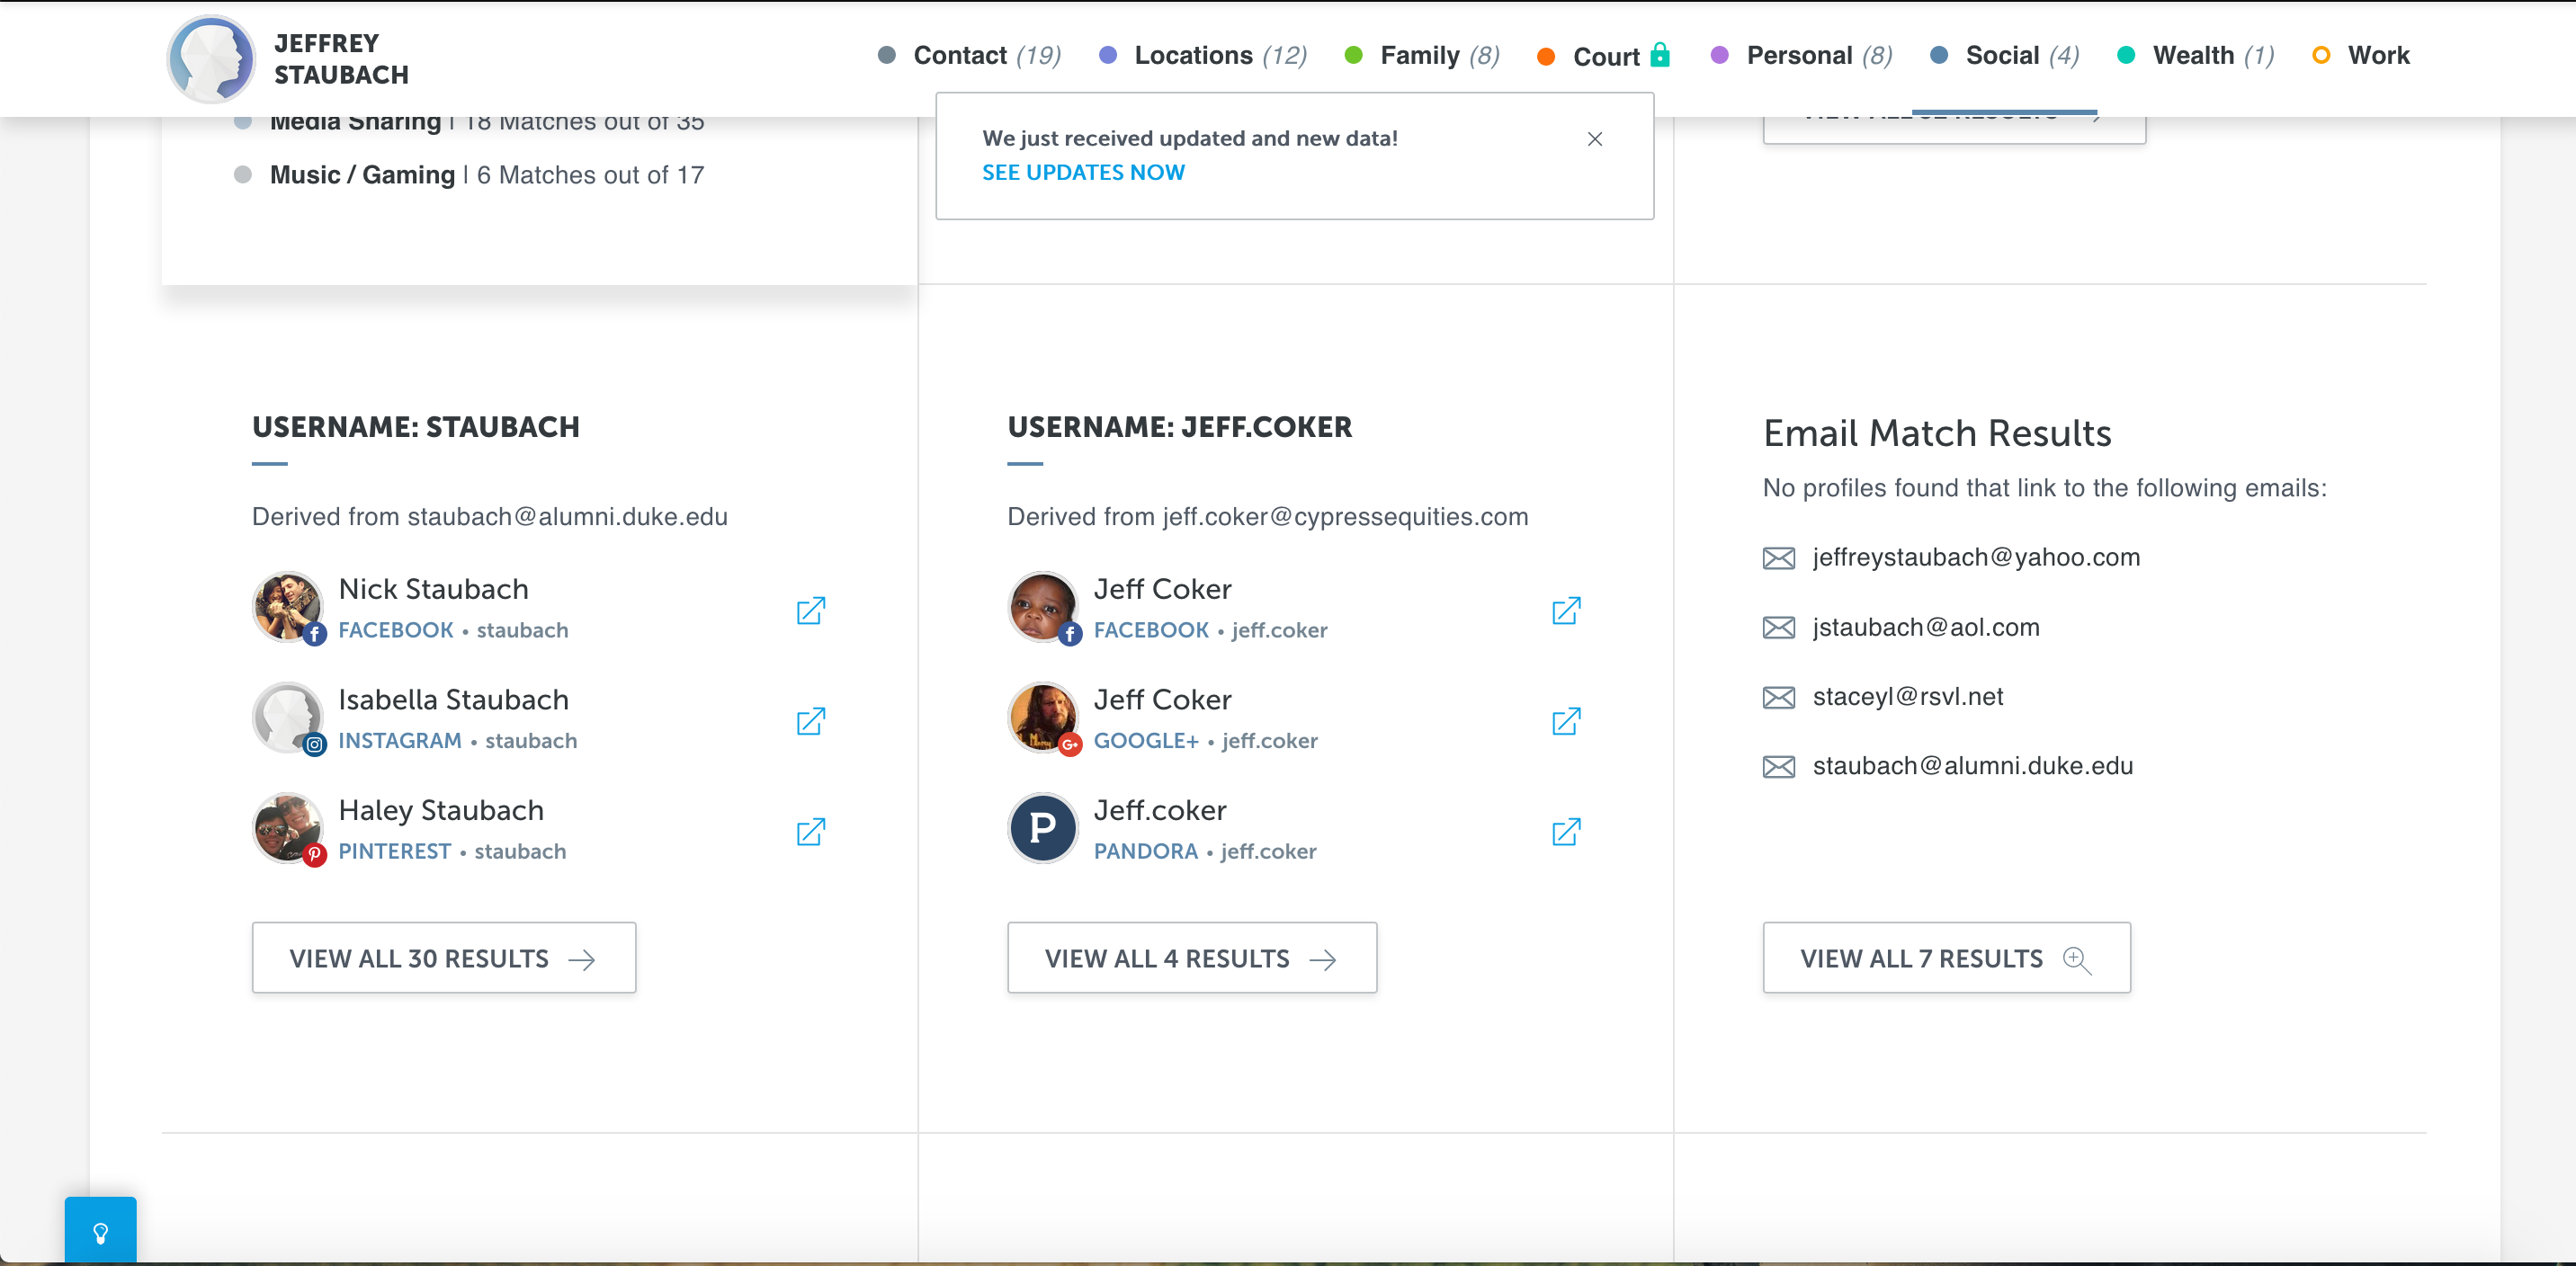 JEFFREY
STAUBACH
Contact (19)
Locations (12)
Family (8)
Court
Personal (8)
Social (4)
Wealth (1)
Work
Media Sharing | 18 Matches out of 35
Music / Gaming | 6 Matches out of 17
We just received updated and new data!
SEE UPDATES NOW
USERNAME: STAUBACH
Derived from staubach@alumni.duke.edu
Nick Staubach
FACEBOOK • staubach
Isabella Staubach
INSTAGRAM • staubach
Haley Staubach
PINTEREST • staubach
VIEW ALL 30 RESULTS
USERNAME: JEFF.COKER
Derived from jeff.coker@cypressequities.com
Jeff Coker
FACEBOOK • jeff.coker
Jeff Coker
GOOGLE+ • jeff.coker
P
Jeff.coker
PANDORA • jeff.coker
VIEW ALL 4 RESULTS
Email Match Results
No profiles found that link to the following emails:
jeffreystaubach@yahoo.com
jstaubach@aol.com
staceyl@rsvl.net
staubach@alumni.duke.edu
VIEW ALL 7 RESULTS